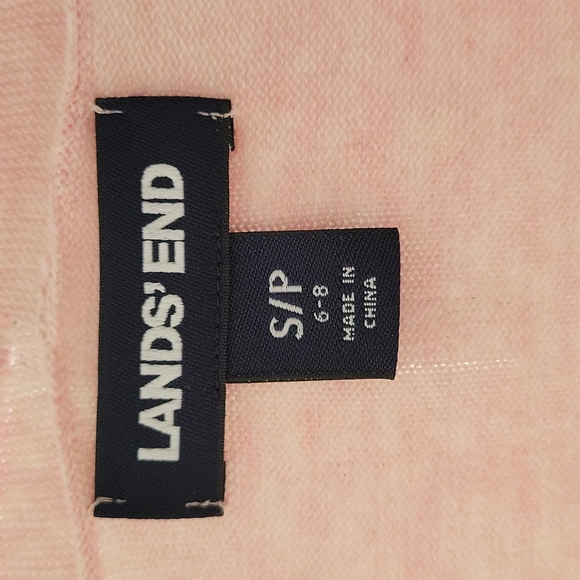 LANDS' END
S/P
6-8
MADE IN
CHINA